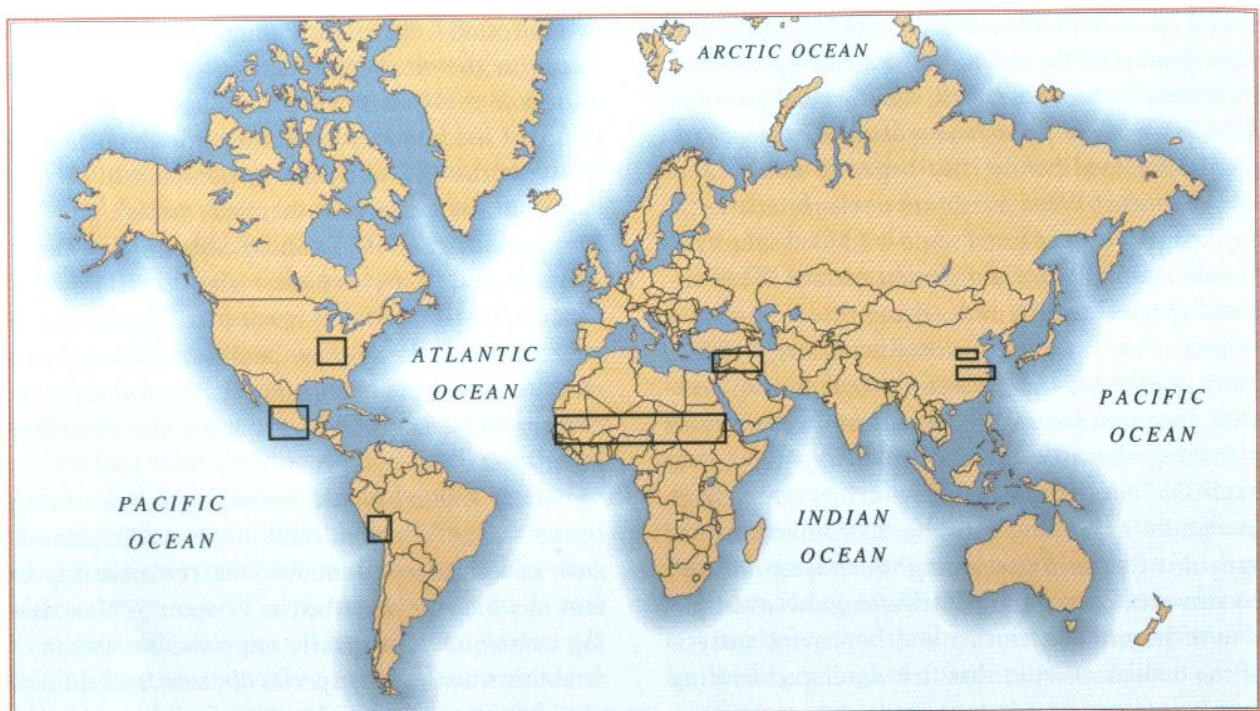 ARCTIC OCEAN
ATLANTIC
OCEAN
PACIFIC
OCEAN
PACIFIC
OCEAN
INDIAN
OCEAN